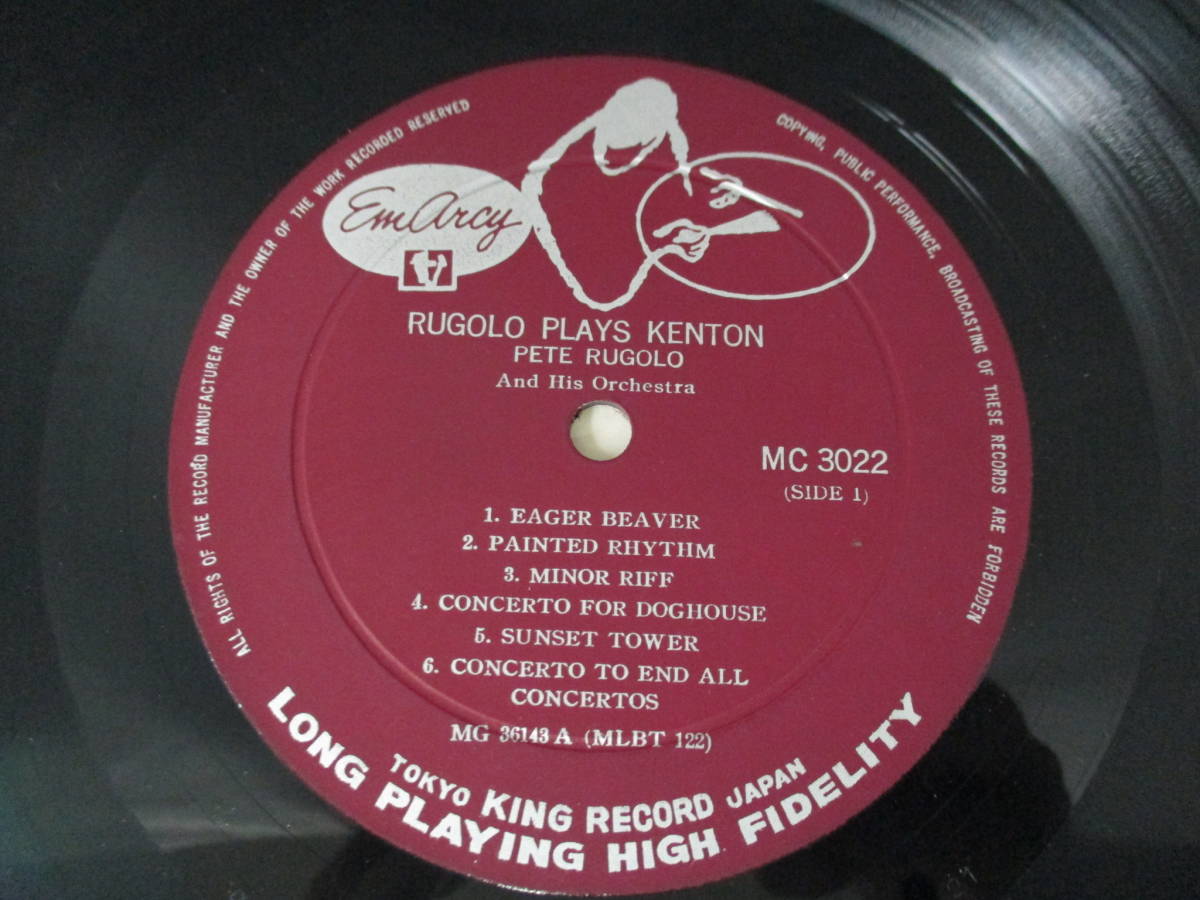 EmArcy
RUGOLO PLAYS KENTON
PETE RUGOLO
And His Orchestra
MC 3022
(SIDE 1)
1. EAGER BEAVER
2. PAINTED RHYTHM
3. MINOR RIFF
4. CONCERTO FOR DOGHOUSE
5. SUNSET TOWER
6. CONCERTO TO END ALL
CONCERTOS
MG 36143 A (MLBT 122)
TOKYO KING RECORD JAPAN
LONG PLAYING HIGH FIDELITY
ALL RIGHTS OF THE RECORD MANUFACTURER AND THE OWNER OF THE WORK RECORDED RESERVED
COPYING, PUBLIC PERFORMANCE, BROADCASTING OF THESE RECORDS ARE FORBIDDEN